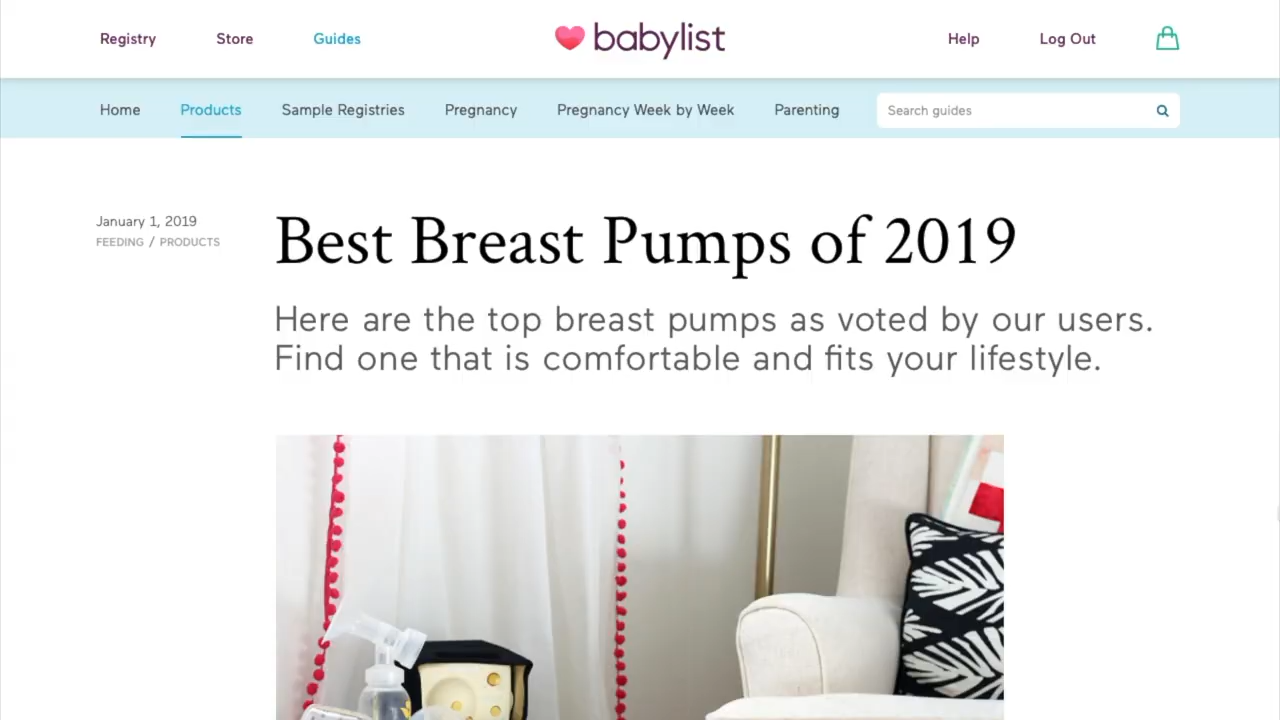 Registry Store Guides babylist Help Log Out
Home Products Sample Registries Pregnancy Pregnancy Week by Week Parenting Search guides
January 1, 2019
FEEDING / PRODUCTS
Best Breast Pumps of 2019
Here are the top breast pumps as voted by our users.
Find one that is comfortable and fits your lifestyle.